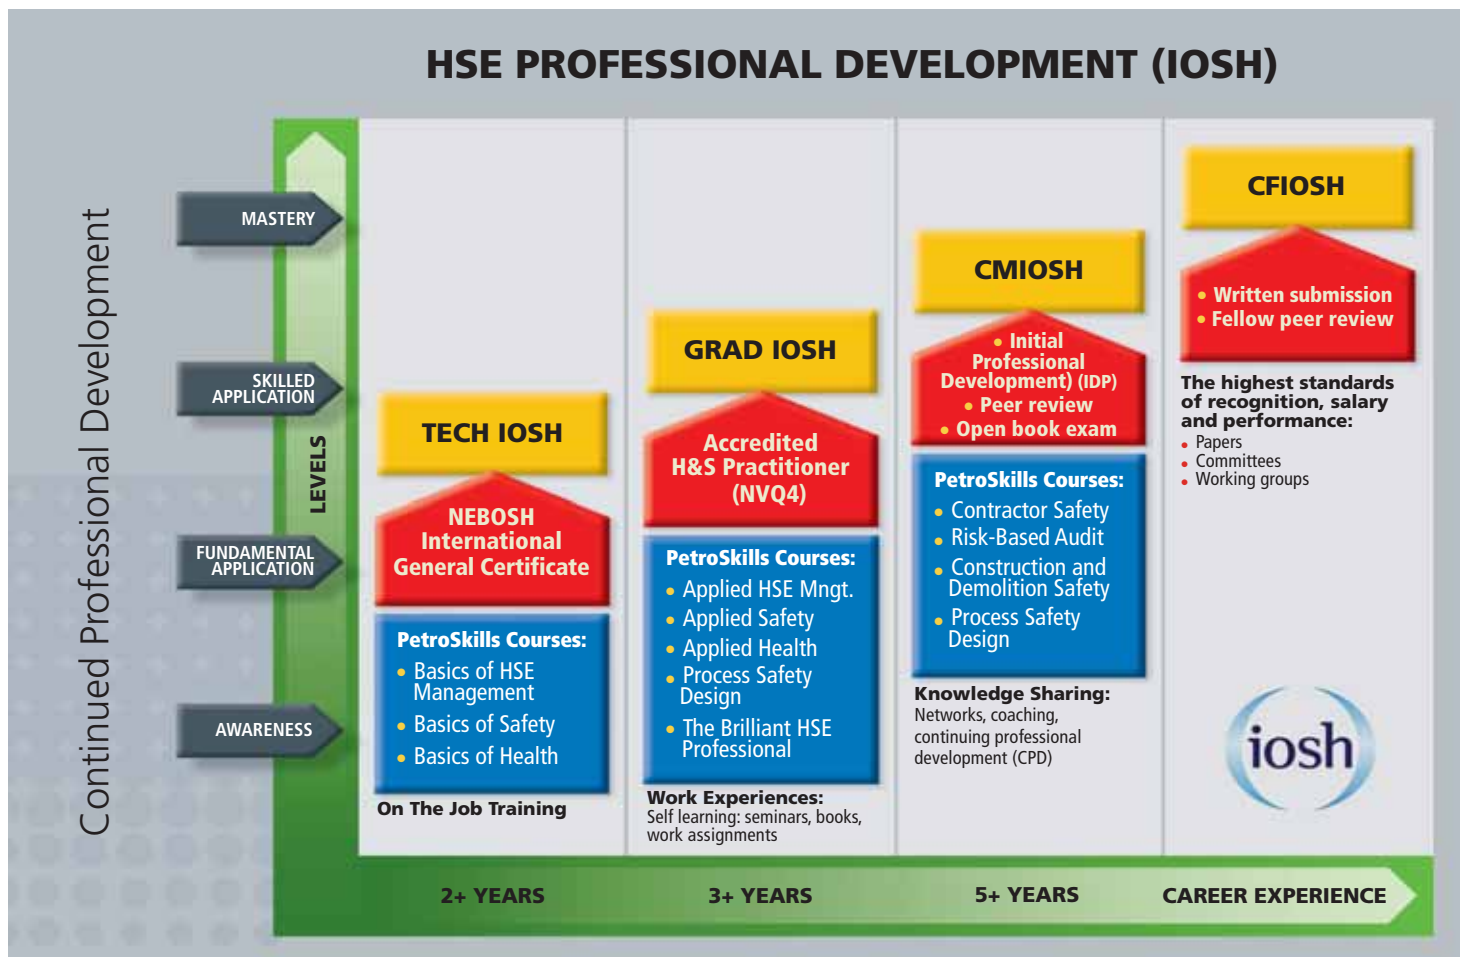 HSE PROFESSIONAL DEVELOPMENT (IOSH)
Continued Professional Development
LEVELS
MASTERY
SKILLED
APPLICATION
FUNDAMENTAL
APPLICATION
AWARENESS
TECH IOSH
NEBOSH
International
General Certificate
PetroSkills Courses:
• Basics of HSE
Management
• Basics of Safety
• Basics of Health
On The Job Training
GRAD IOSH
Accredited
H&S Practitioner
(NVQ4)
PetroSkills Courses:
• Applied HSE Mngt.
• Applied Safety
• Applied Health
• Process Safety
Design
• The Brilliant HSE
Professional
Work Experiences:
Self learning: seminars, books,
work assignments
CMIOSH
• Initial
Professional
Development) (IDP)
• Peer review
• Open book exam
PetroSkills Courses:
• Contractor Safety
• Risk-Based Audit
• Construction and
Demolition Safety
• Process Safety
Design
Knowledge Sharing:
Networks, coaching,
continuing professional
development (CPD)
CFIOSH
• Written submission
• Fellow peer review
The highest standards
of recognition, salary
and performance:
• Papers
• Committees
• Working groups
iosh
2+ YEARS
3+ YEARS
5+ YEARS
CAREER EXPERIENCE